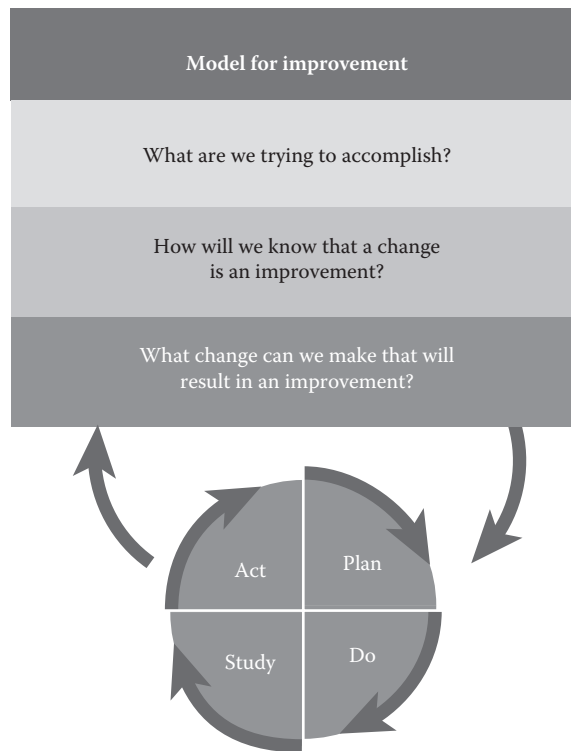 Model for improvement
What are we trying to accomplish?
How will we know that a change
is an improvement?
What change can we make that will
result in an improvement?
Act
Plan
Study
Do